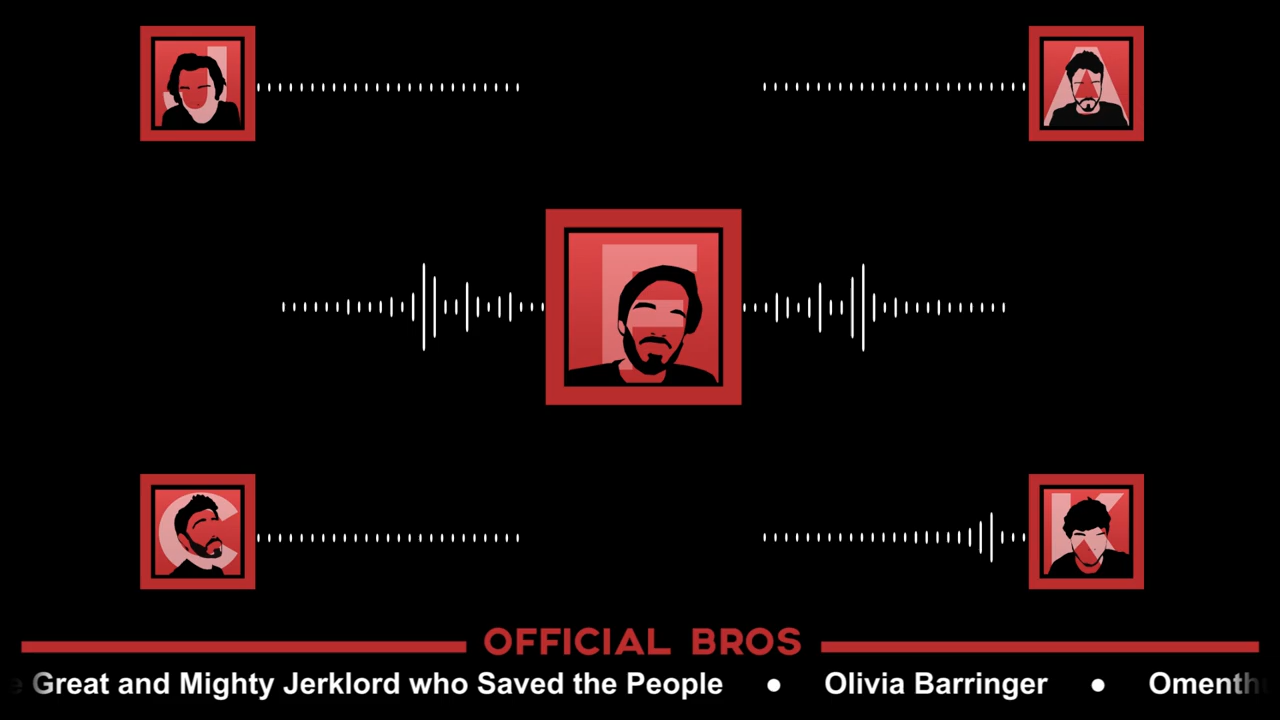 J
A
E
C
K
OFFICIAL BROS
Great and Mighty Jerklord who Saved the People • Olivia Barringer •